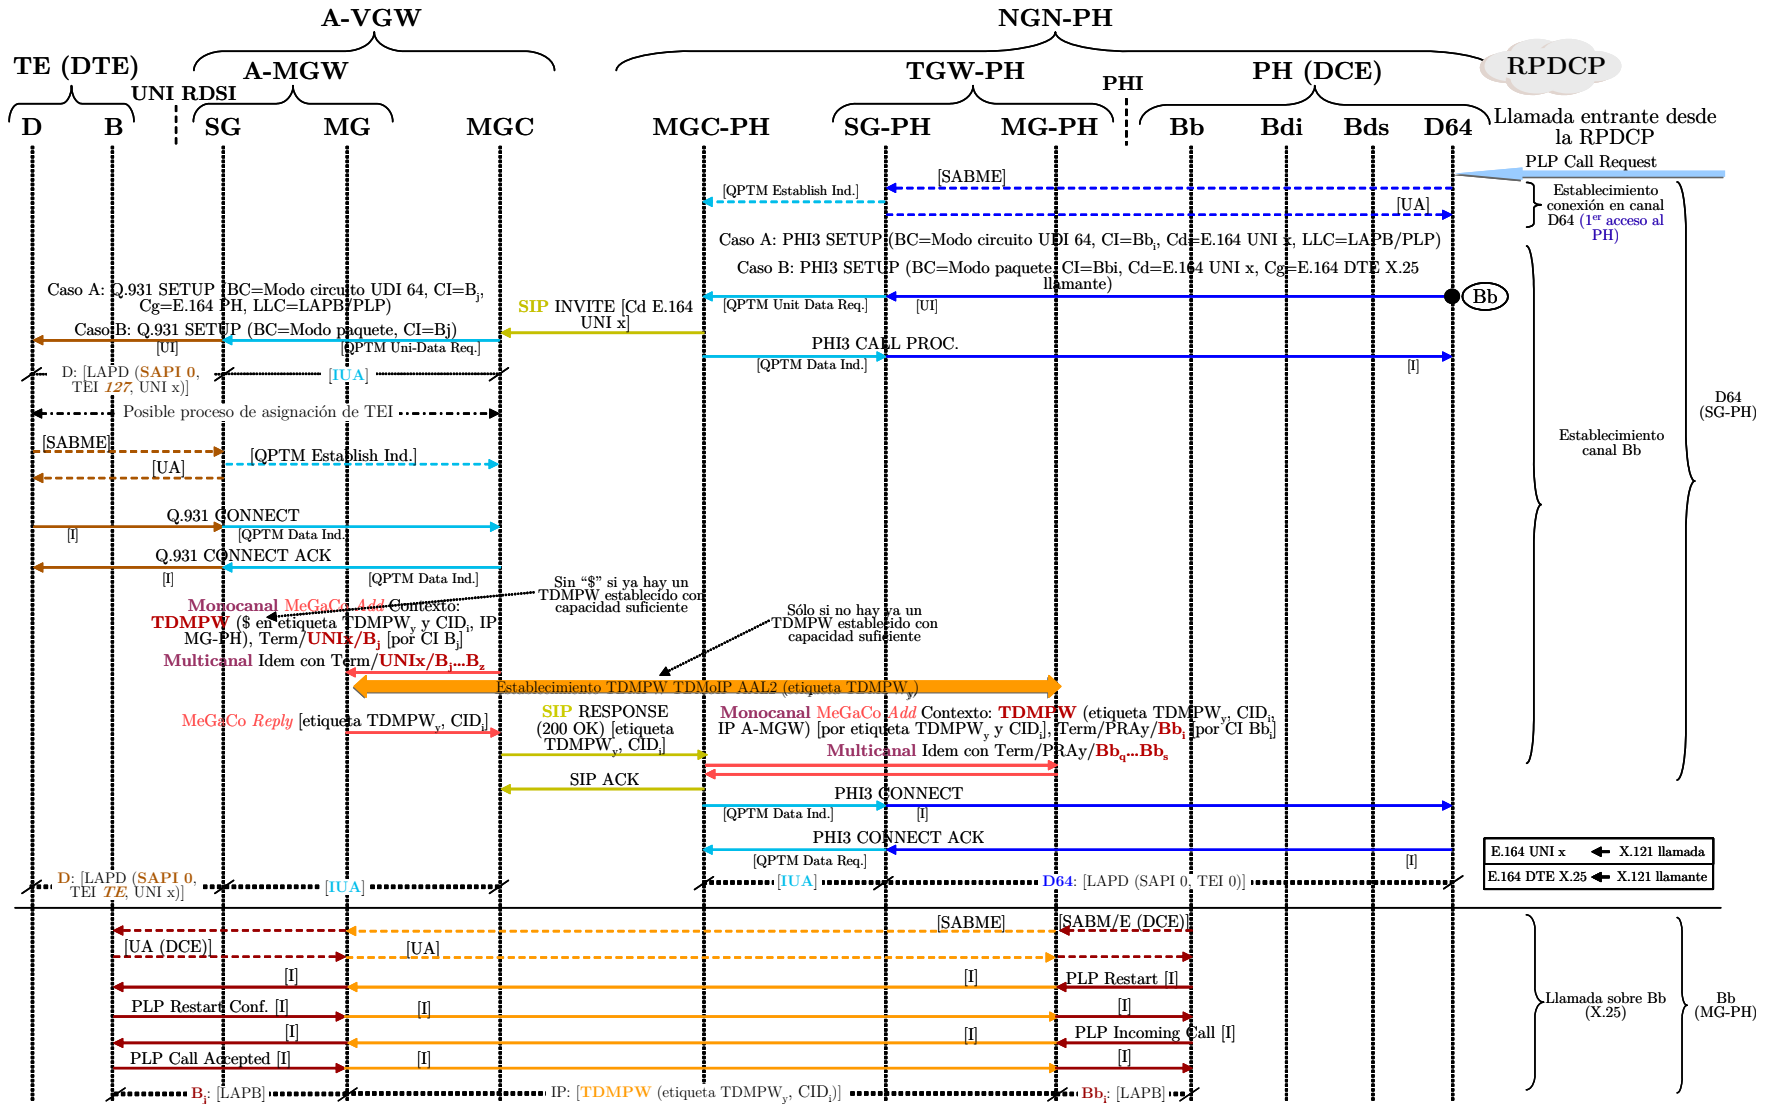 A-VGW
NGN-PH
TE (DTE)
A-MGW
TGW-PH
PH (DCE)
RPDCP
UNI RDSI
PHI
D
B
SG
MG
MGC
MGC-PH
SG-PH
MG-PH
Bb
Bdi
Bds
D64
Llamada entrante desde
la RPDCP
PLP Call Request
[SABME]
[QPTM Establish Ind.]
[UA]
Establecimiento
conexión en canal
D64 (1er acceso al
PH)
Caso A: PHI3 SETUP (BC=Modo circuito UDI 64, CI=Bbi, Cd=E.164 UNI x, LLC=LAPB/PLP)
Caso B: PHI3 SETUP (BC=Modo paquete, CI=Bbi, Cd=E.164 UNI x, Cg=E.164 DTE X.25
llamante)
[QPTM Unit Data Req.]
[UI]
Bb
Caso A: Q.931 SETUP (BC=Modo circuito UDI 64, CI=Bj,
Cg=E.164 PH, LLC=LAPB/PLP)
Caso B: Q.931 SETUP (BC=Modo paquete, CI=Bj)
[UI]
[QPTM Uni-Data Req.]
SIP INVITE [Cd E.164
UNI x]
PHI3 CALL PROC.
[QPTM Data Ind.]
[I]
D: [LAPD (SAPI 0,
TEI 127, UNI x)]
[IUA]
Posible proceso de asignación de TEI
D64
(SG-PH)
Establecimiento
canal Bb
[SABME]
[QPTM Establish Ind.]
[UA]
Q.931 CONNECT
[I]
[QPTM Data Ind.
Q.931 CONNECT ACK
[I]
[QPTM Data Ind.]
Sin “$” si ya hay un
TDMPW establecido con
capacidad suficiente
Sólo si no hay ya un
TDMPW establecido con
capacidad suficiente
Monocanal MeGaCo Add Contexto:
TDMPW ($ en etiqueta TDMPWy y CIDi, IP
MG-PH), Term/UNIx/Bj [por CI Bj]
Multicanal Idem con Term/UNIx/Bj...Bz
Establecimiento TDMPW TDMoIP AAL2 (etiqueta TDMPWy)
MeGaCo Reply [etiqueta TDMPWy, CIDi]
SIP RESPONSE
(200 OK) [etiqueta
TDMPWy, CIDi]
Monocanal MeGaCo Add Contexto: TDMPW (etiqueta TDMPWy, CIDi,
IP A-MGW) [por etiqueta TDMPWy y CIDi], Term/PRAy/Bbi [por CI Bbi]
Multicanal Idem con Term/PRAy/Bbq...Bbs
SIP ACK
PHI3 CONNECT
[QPTM Data Ind.]
[I]
PHI3 CONNECT ACK
[QPTM Data Req.]
[I]
E.164 UNI x
X.121 llamada
E.164 DTE X.25
X.121 llamante
D: [LAPD (SAPI 0,
TEI TE, UNI x)]
[IUA]
[IUA]
D64: [LAPD (SAPI 0, TEI 0)]
[SABME]
[SABM/E (DCE)]
[UA (DCE)]
[UA]
[I]
[I]
PLP Restart [I]
PLP Restart Conf. [I]
[I]
[I]
[I]
[I]
PLP Incoming Call [I]
PLP Call Accepted [I]
[I]
[I]
Llamada sobre Bb
(X.25)
Bb
(MG-PH)
Bj: [LAPB]
IP: [TDMPW (etiqueta TDMPWy, CIDi)]
Bbi: [LAPB]